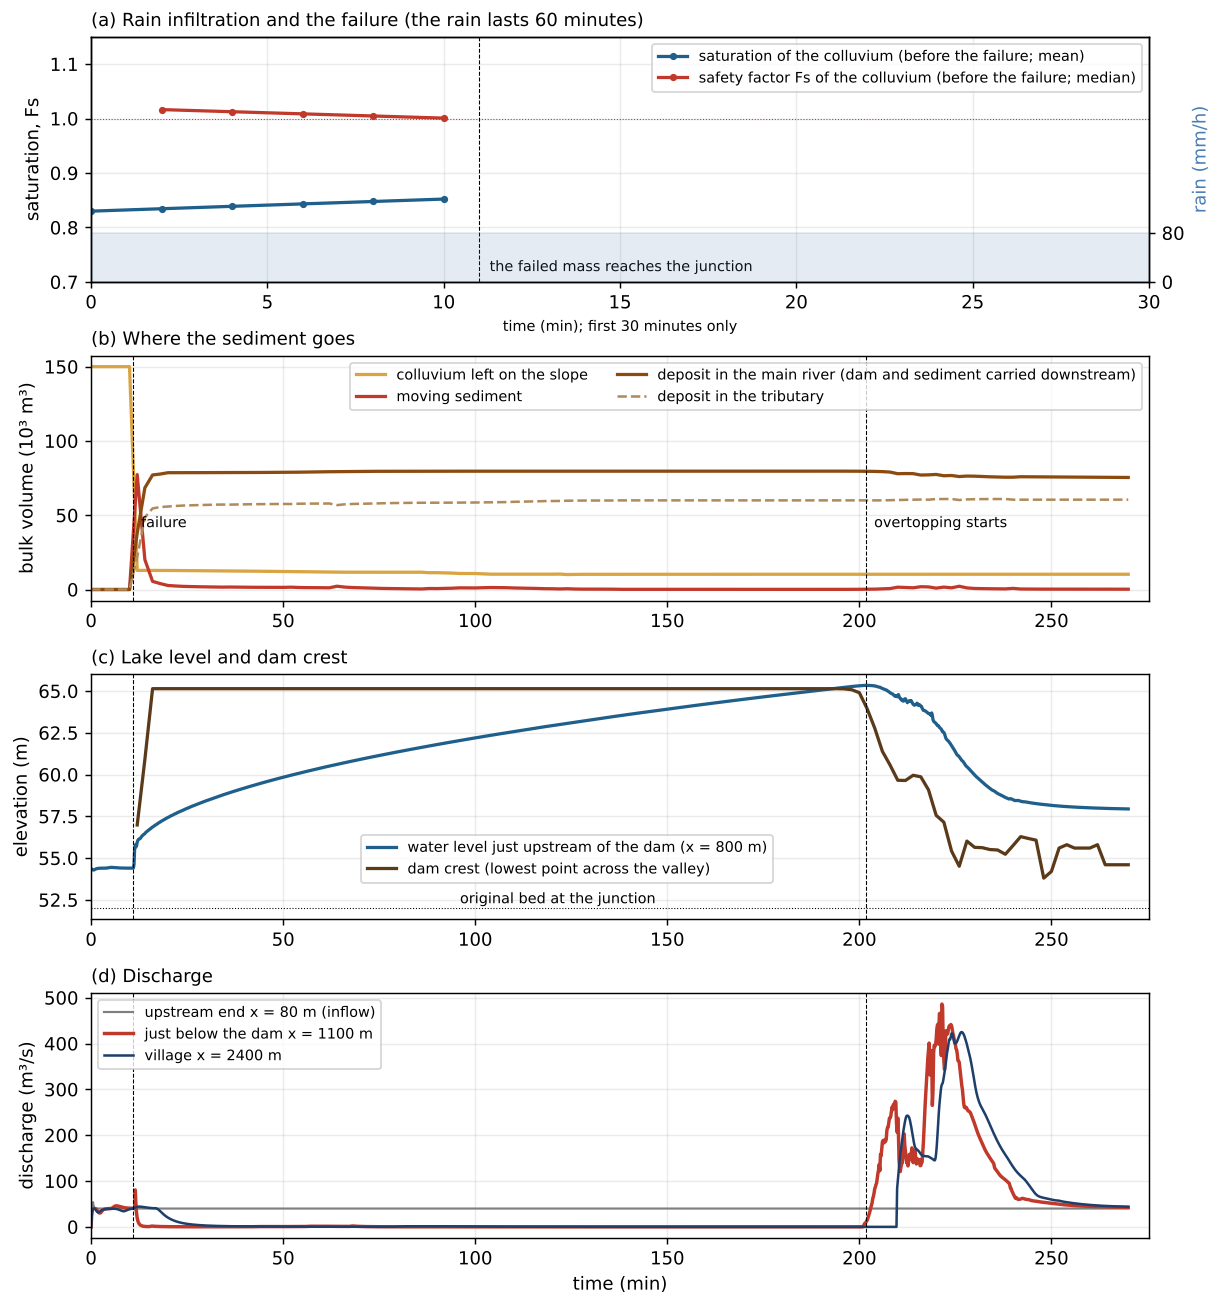 (a) Rain infiltration and the failure (the rain lasts 60 minutes)
saturation of the colluvium (before the failure; mean)
safety factor Fs of the colluvium (before the failure; median)
1.1
1.0
0.9
0.8
0.7
saturation, Fs
80
0
rain (mm/h)
the failed mass reaches the junction
0 5 10 15 20 25 30
time (min); first 30 minutes only
(b) Where the sediment goes
colluvium left on the slope
moving sediment
deposit in the main river (dam and sediment carried downstream)
deposit in the tributary
150
100
50
0
bulk volume (10³ m³)
failure
overtopping starts
0 50 100 150 200 250
(c) Lake level and dam crest
65.0
62.5
60.0
57.5
55.0
52.5
elevation (m)
water level just upstream of the dam (x = 800 m)
dam crest (lowest point across the valley)
original bed at the junction
0 50 100 150 200 250
(d) Discharge
upstream end x = 80 m (inflow)
just below the dam x = 1100 m
village x = 2400 m
500
400
300
200
100
0
discharge (m³/s)
0 50 100 150 200 250
time (min)